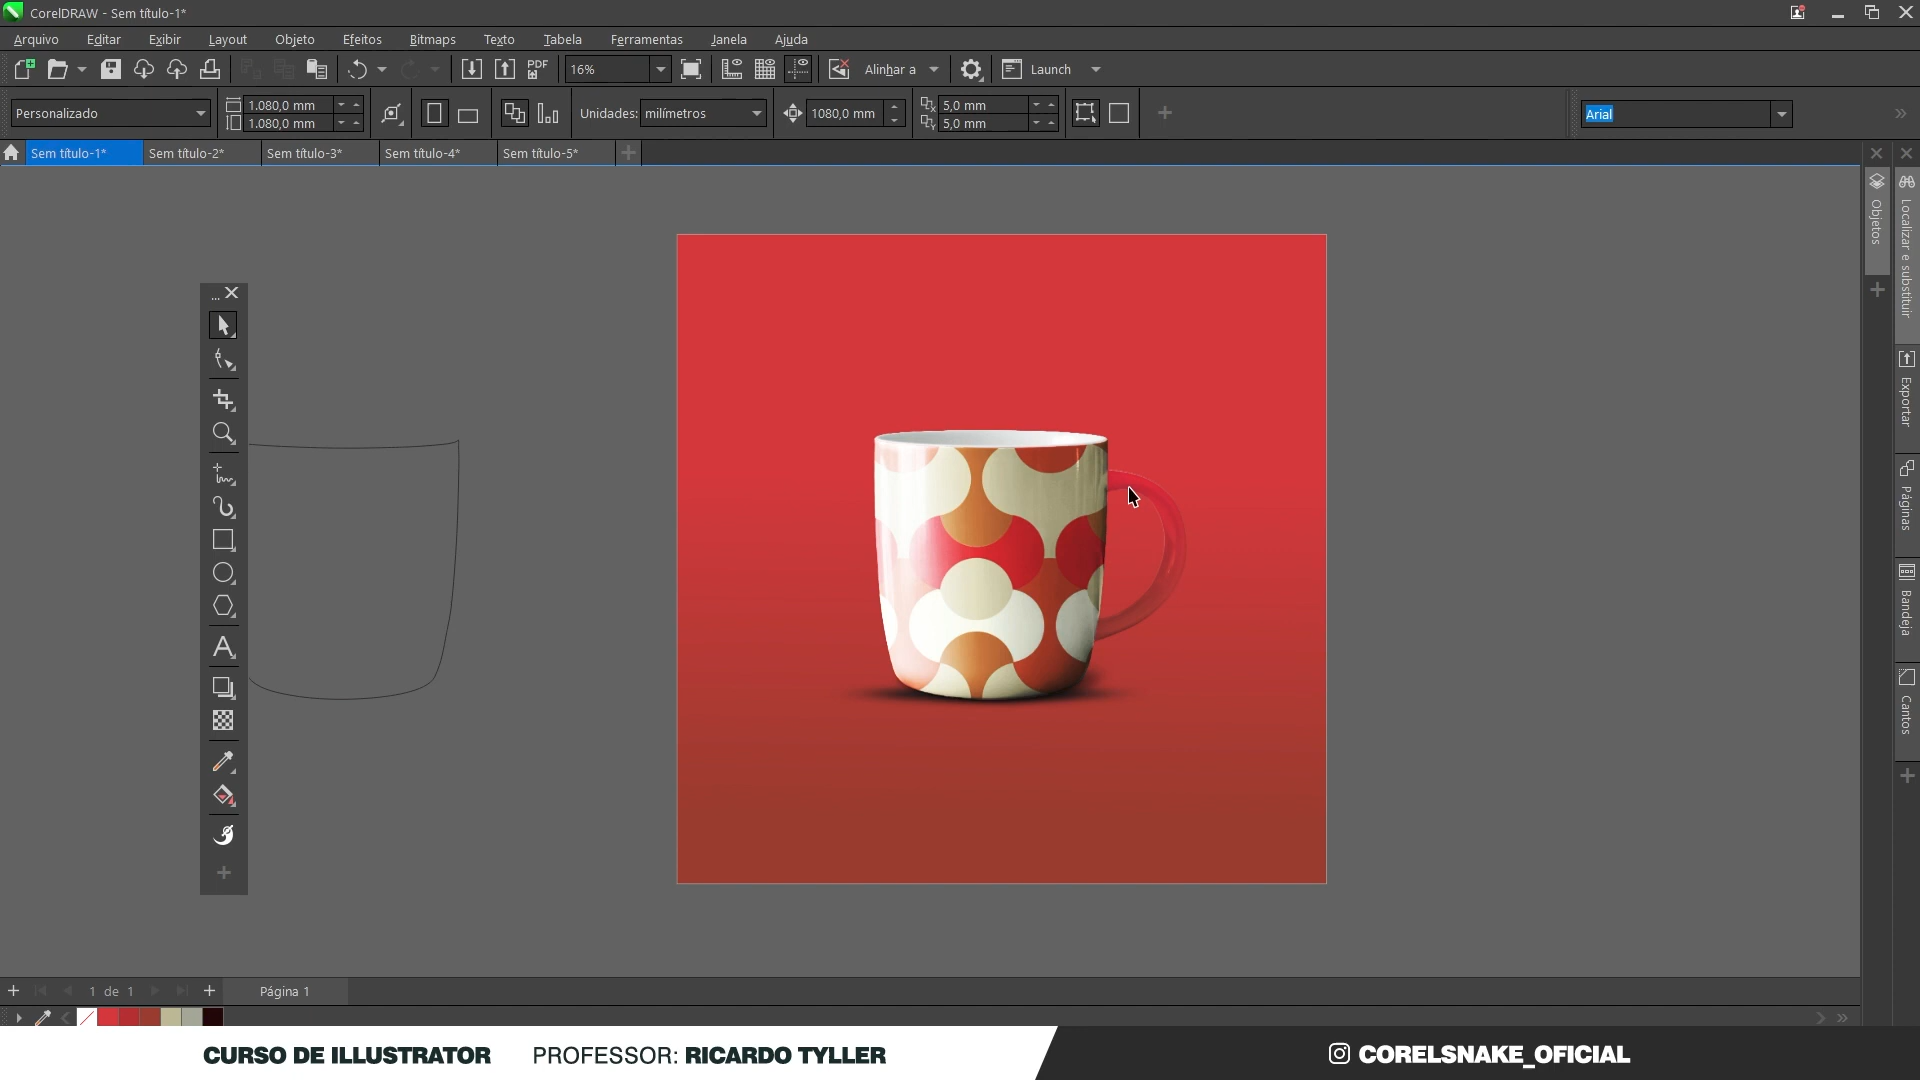 CorelDRAW - Sem título-1*
Arquivo Editar Exibir Layout Objeto Efeitos Bitmaps Texto Tabela Ferramentas Janela Ajuda
PDF 16% Alinhar a Launch
Personalizado 1.080,0 mm Unidades: milímetros 1080,0 mm 5,0 mm Arial
1.080,0 mm 5,0 mm
Sem título-1* Sem título-2* Sem título-3* Sem título-4* Sem título-5*
Objetos
Localizar e substituir
Exportar
Páginas
Bandeja
Cantos
1 de 1 Página 1
CURSO DE ILLUSTRATOR PROFESSOR: RICARDO TYLLER CORELSNAKE_OFICIAL